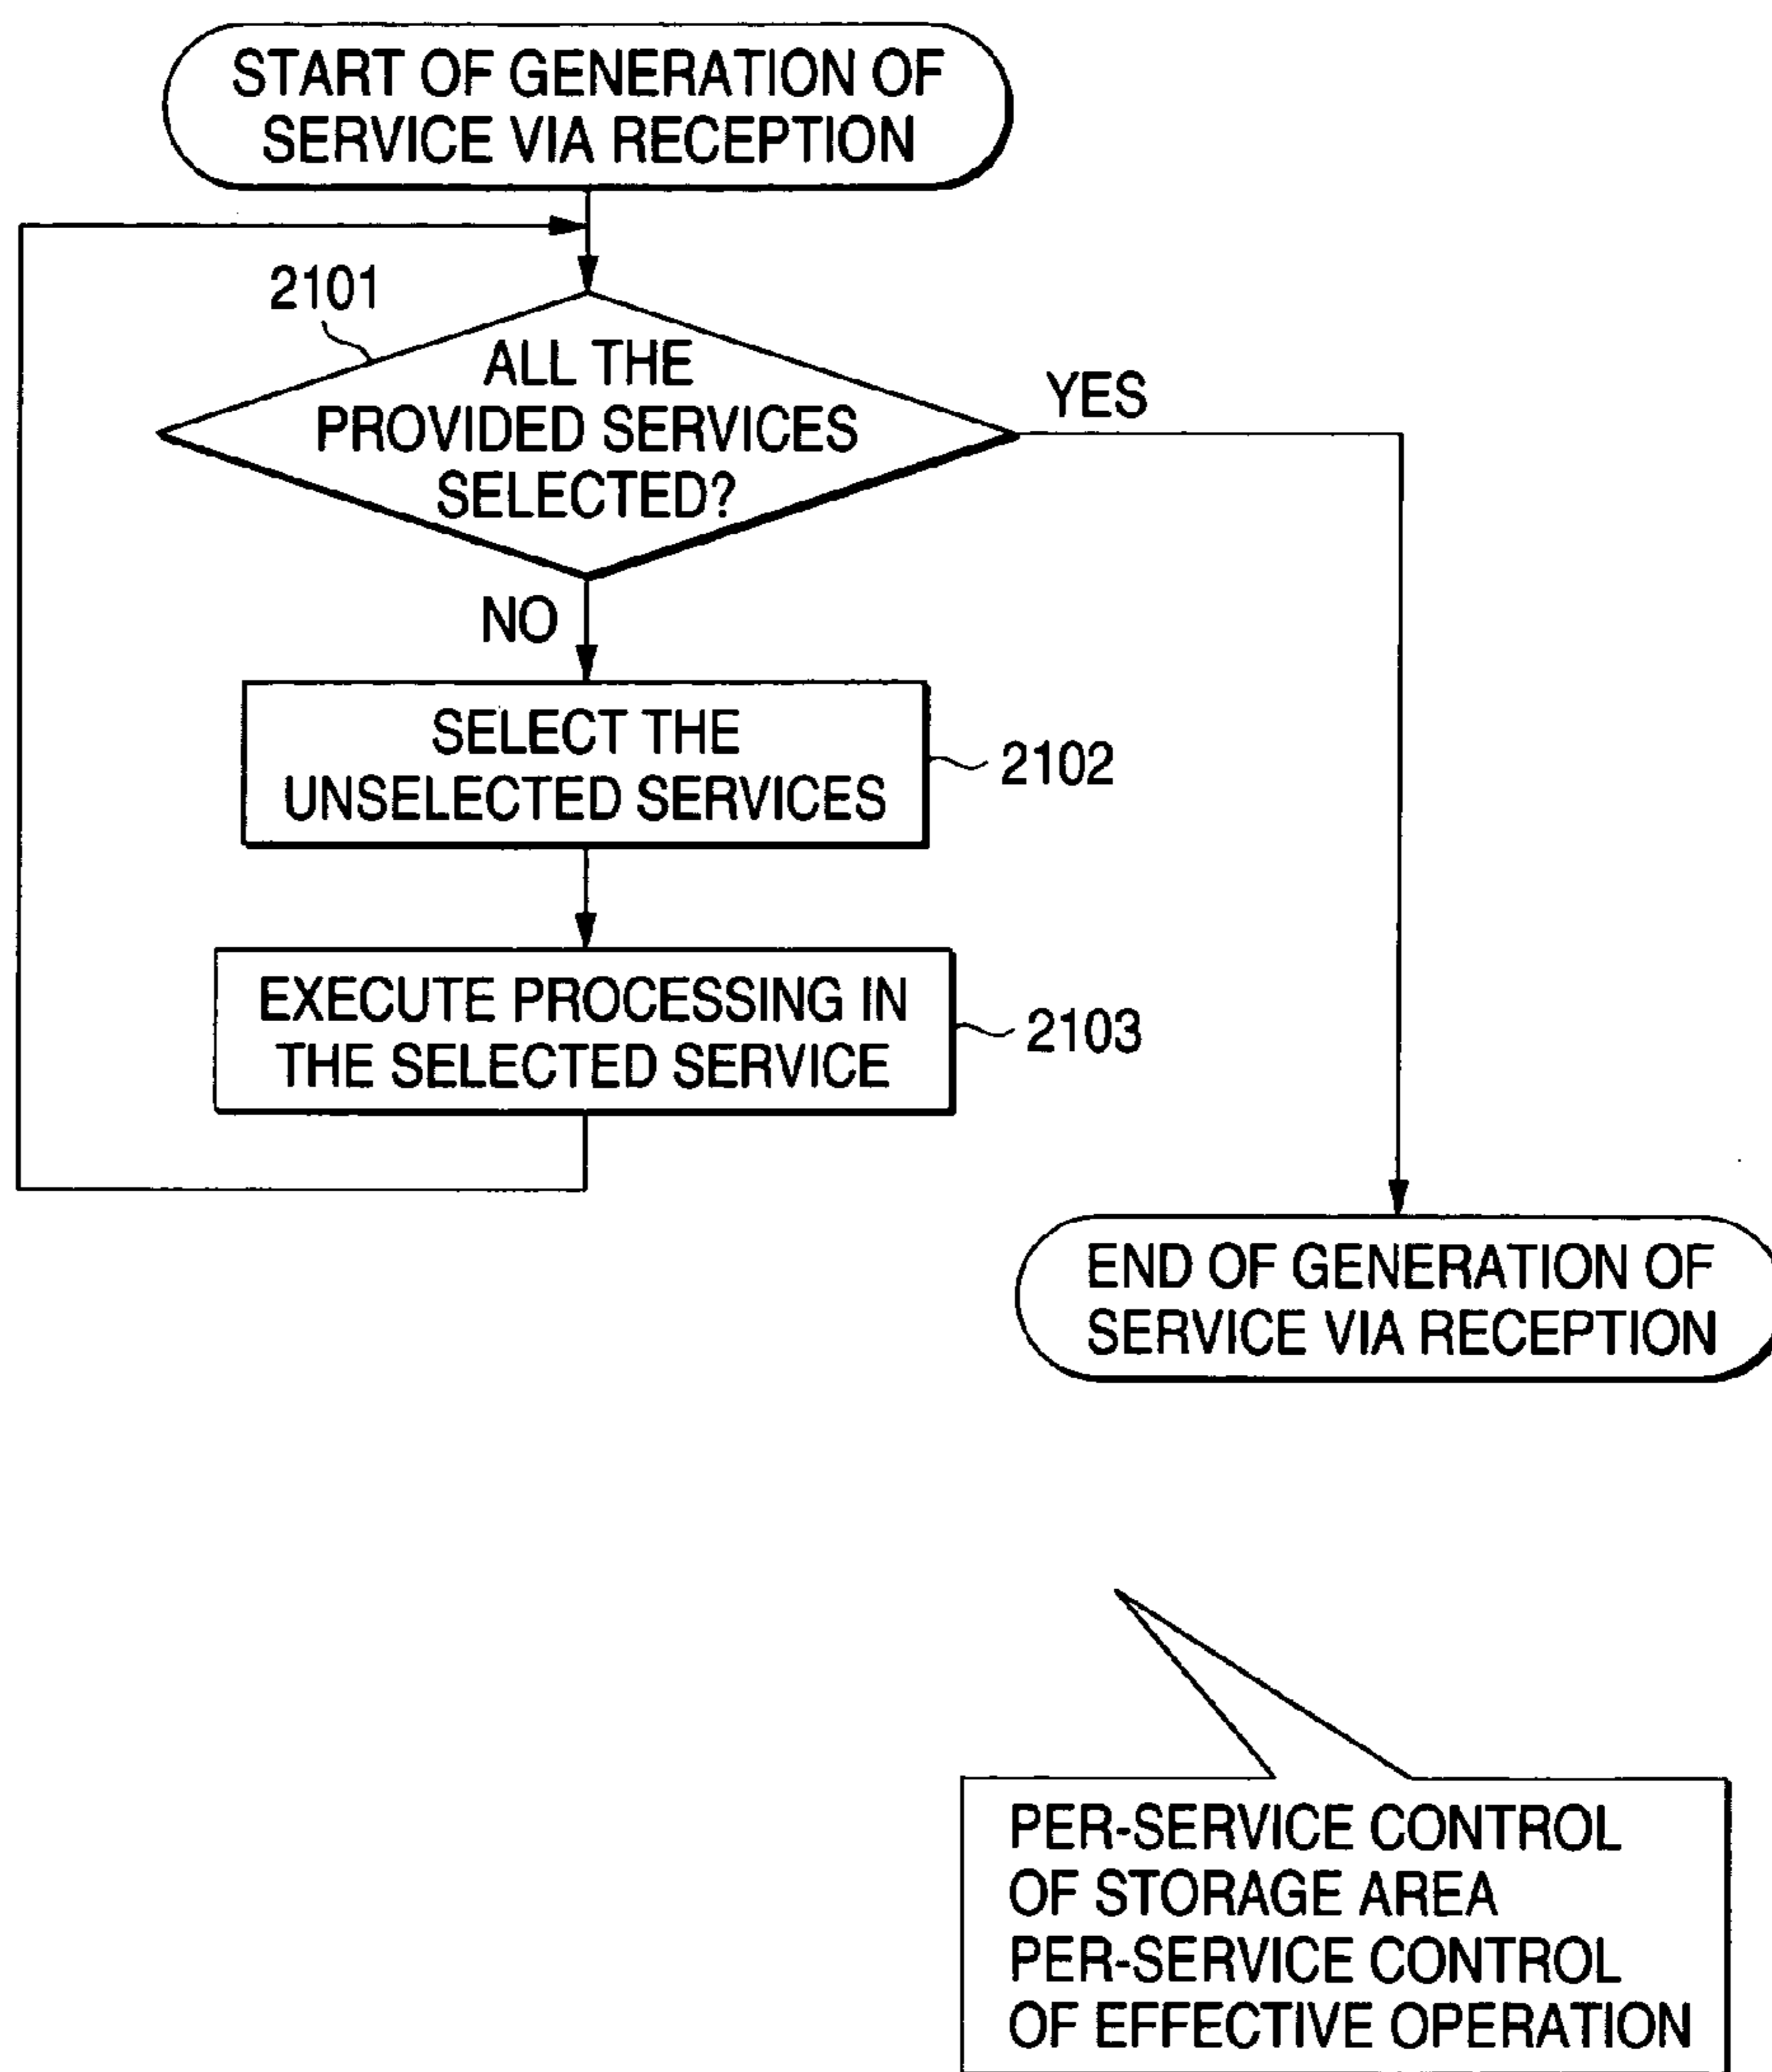 START OF GENERATION OF
SERVICE VIA RECEPTION
2101
ALL THE
PROVIDED SERVICES
SELECTED?
YES
NO
SELECT THE
UNSELECTED SERVICES
2102
EXECUTE PROCESSING IN
THE SELECTED SERVICE
2103
END OF GENERATION OF
SERVICE VIA RECEPTION
PER-SERVICE CONTROL
OF STORAGE AREA
PER-SERVICE CONTROL
OF EFFECTIVE OPERATION